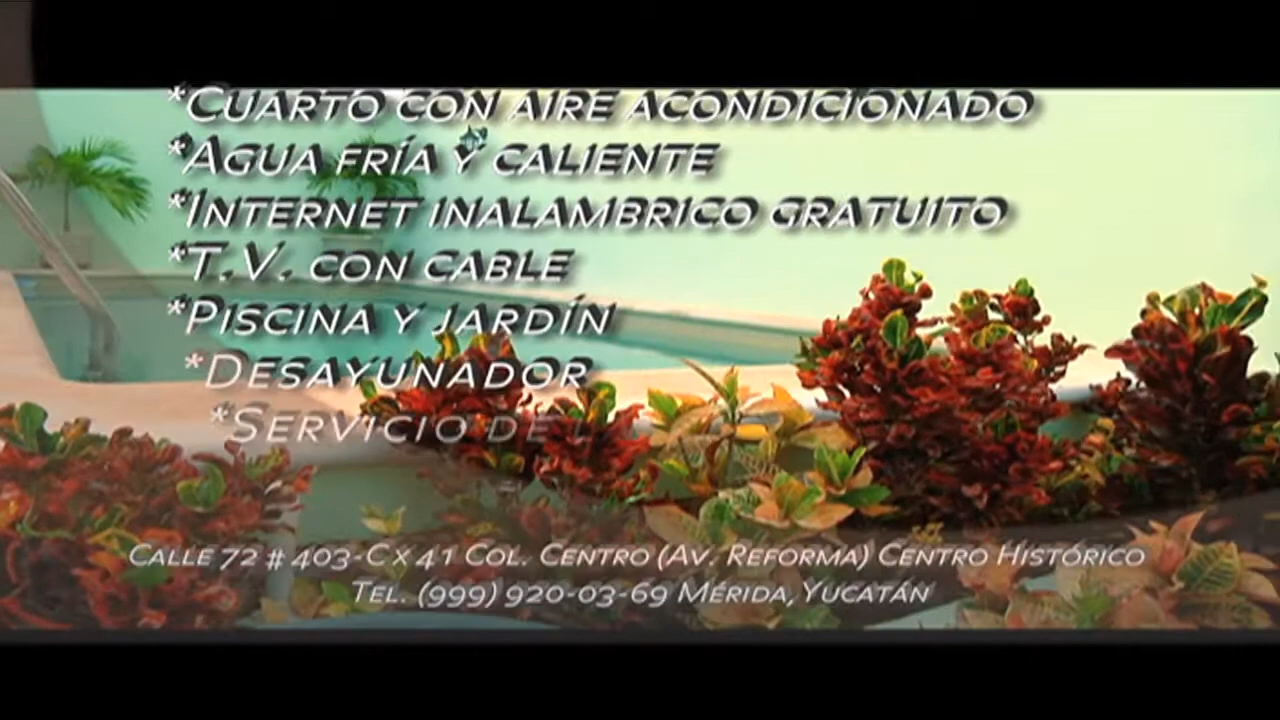 *CUARTO CON AIRE ACONDICIONADO
*AGUA FRÍA Y CALIENTE
*INTERNET INALAMBRICO GRATUITO
*T.V. CON CABLE
*PISCINA Y JARDÍN
*DESAYUNADOR
*SERVICIO DE
CALLE 72 # 403-C X 41 COL. CENTRO (AV. REFORMA) CENTRO HISTÓRICO
TEL. (999) 920-03-69 MÉRIDA, YUCATÁN